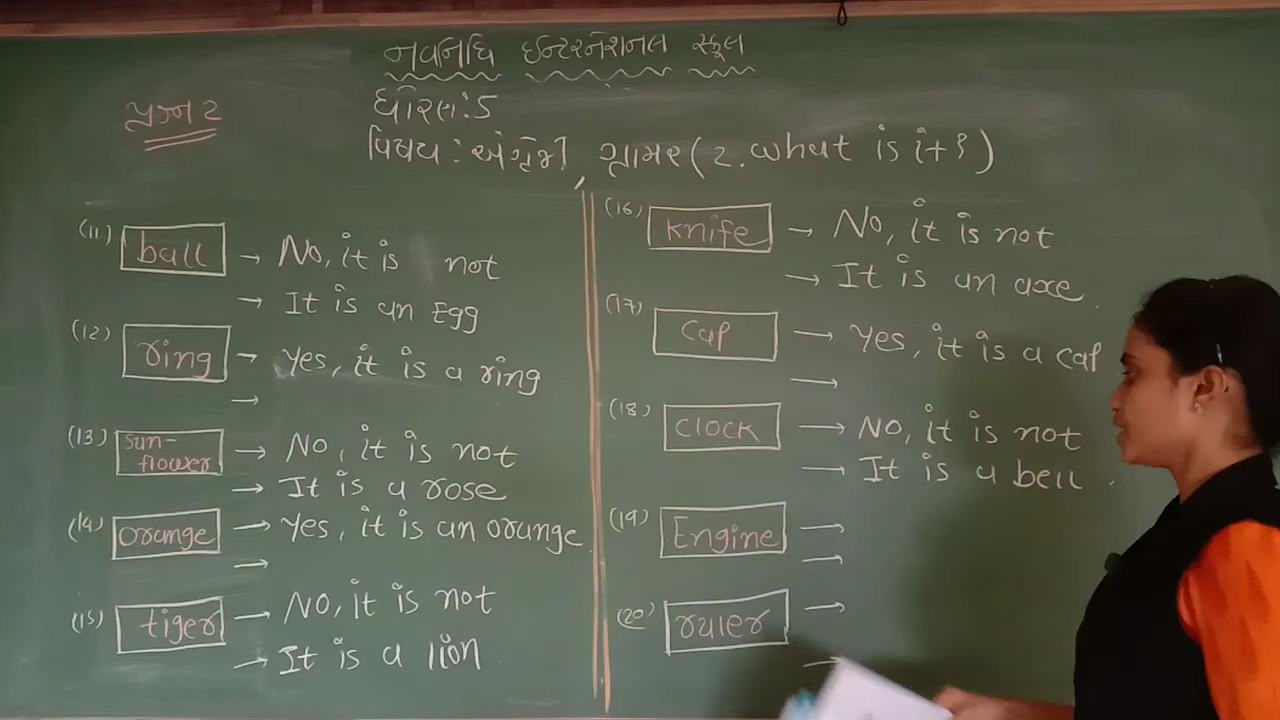 નવનિધિ ઈન્ટરનેશનલ સ્કૂલ
પ્રશ્ન 2
ધોરણ: 5
વિષય: અંગ્રેજી, ગ્રામર (2. what is it?)
(11) ball → No, it is not
→ It is an Egg
(12) ring → Yes, it is a ring
→
(13) sun-flower → No, it is not
→ It is a rose
(14) orange → Yes, it is an orange
→
(15) tiger → No, it is not
→ It is a lion
(16) knife → No, it is not
→ It is an axe.
(17) Cap → Yes, it is a cap
→
(18) CLOCK → No, it is not
→ It is a bell.
(19) Engine →
→
(20) ruler →
→